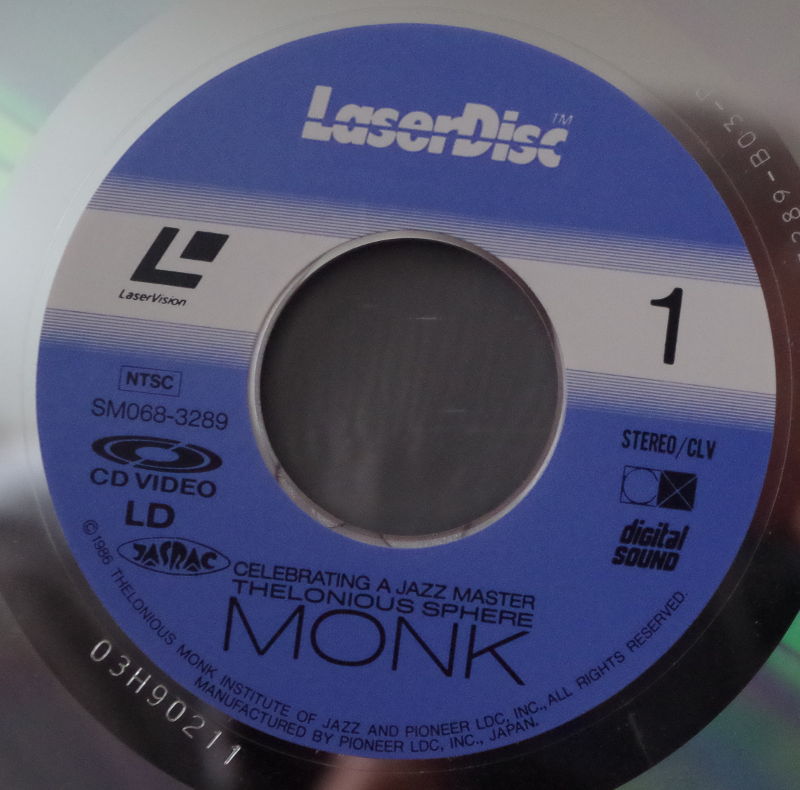 LaserDisc™
LaserVision
1
NTSC
SM068-3289
CD VIDEO
LD
JASRAC
STEREO/CLV
digital
SOUND
CELEBRATING A JAZZ MASTER
THELONIOUS SPHERE
MONK
©1986 THELONIOUS MONK INSTITUTE OF JAZZ AND PIONEER LDC, INC., ALL RIGHTS RESERVED.
MANUFACTURED BY PIONEER LDC, INC., JAPAN.
03H90211
289-B03-